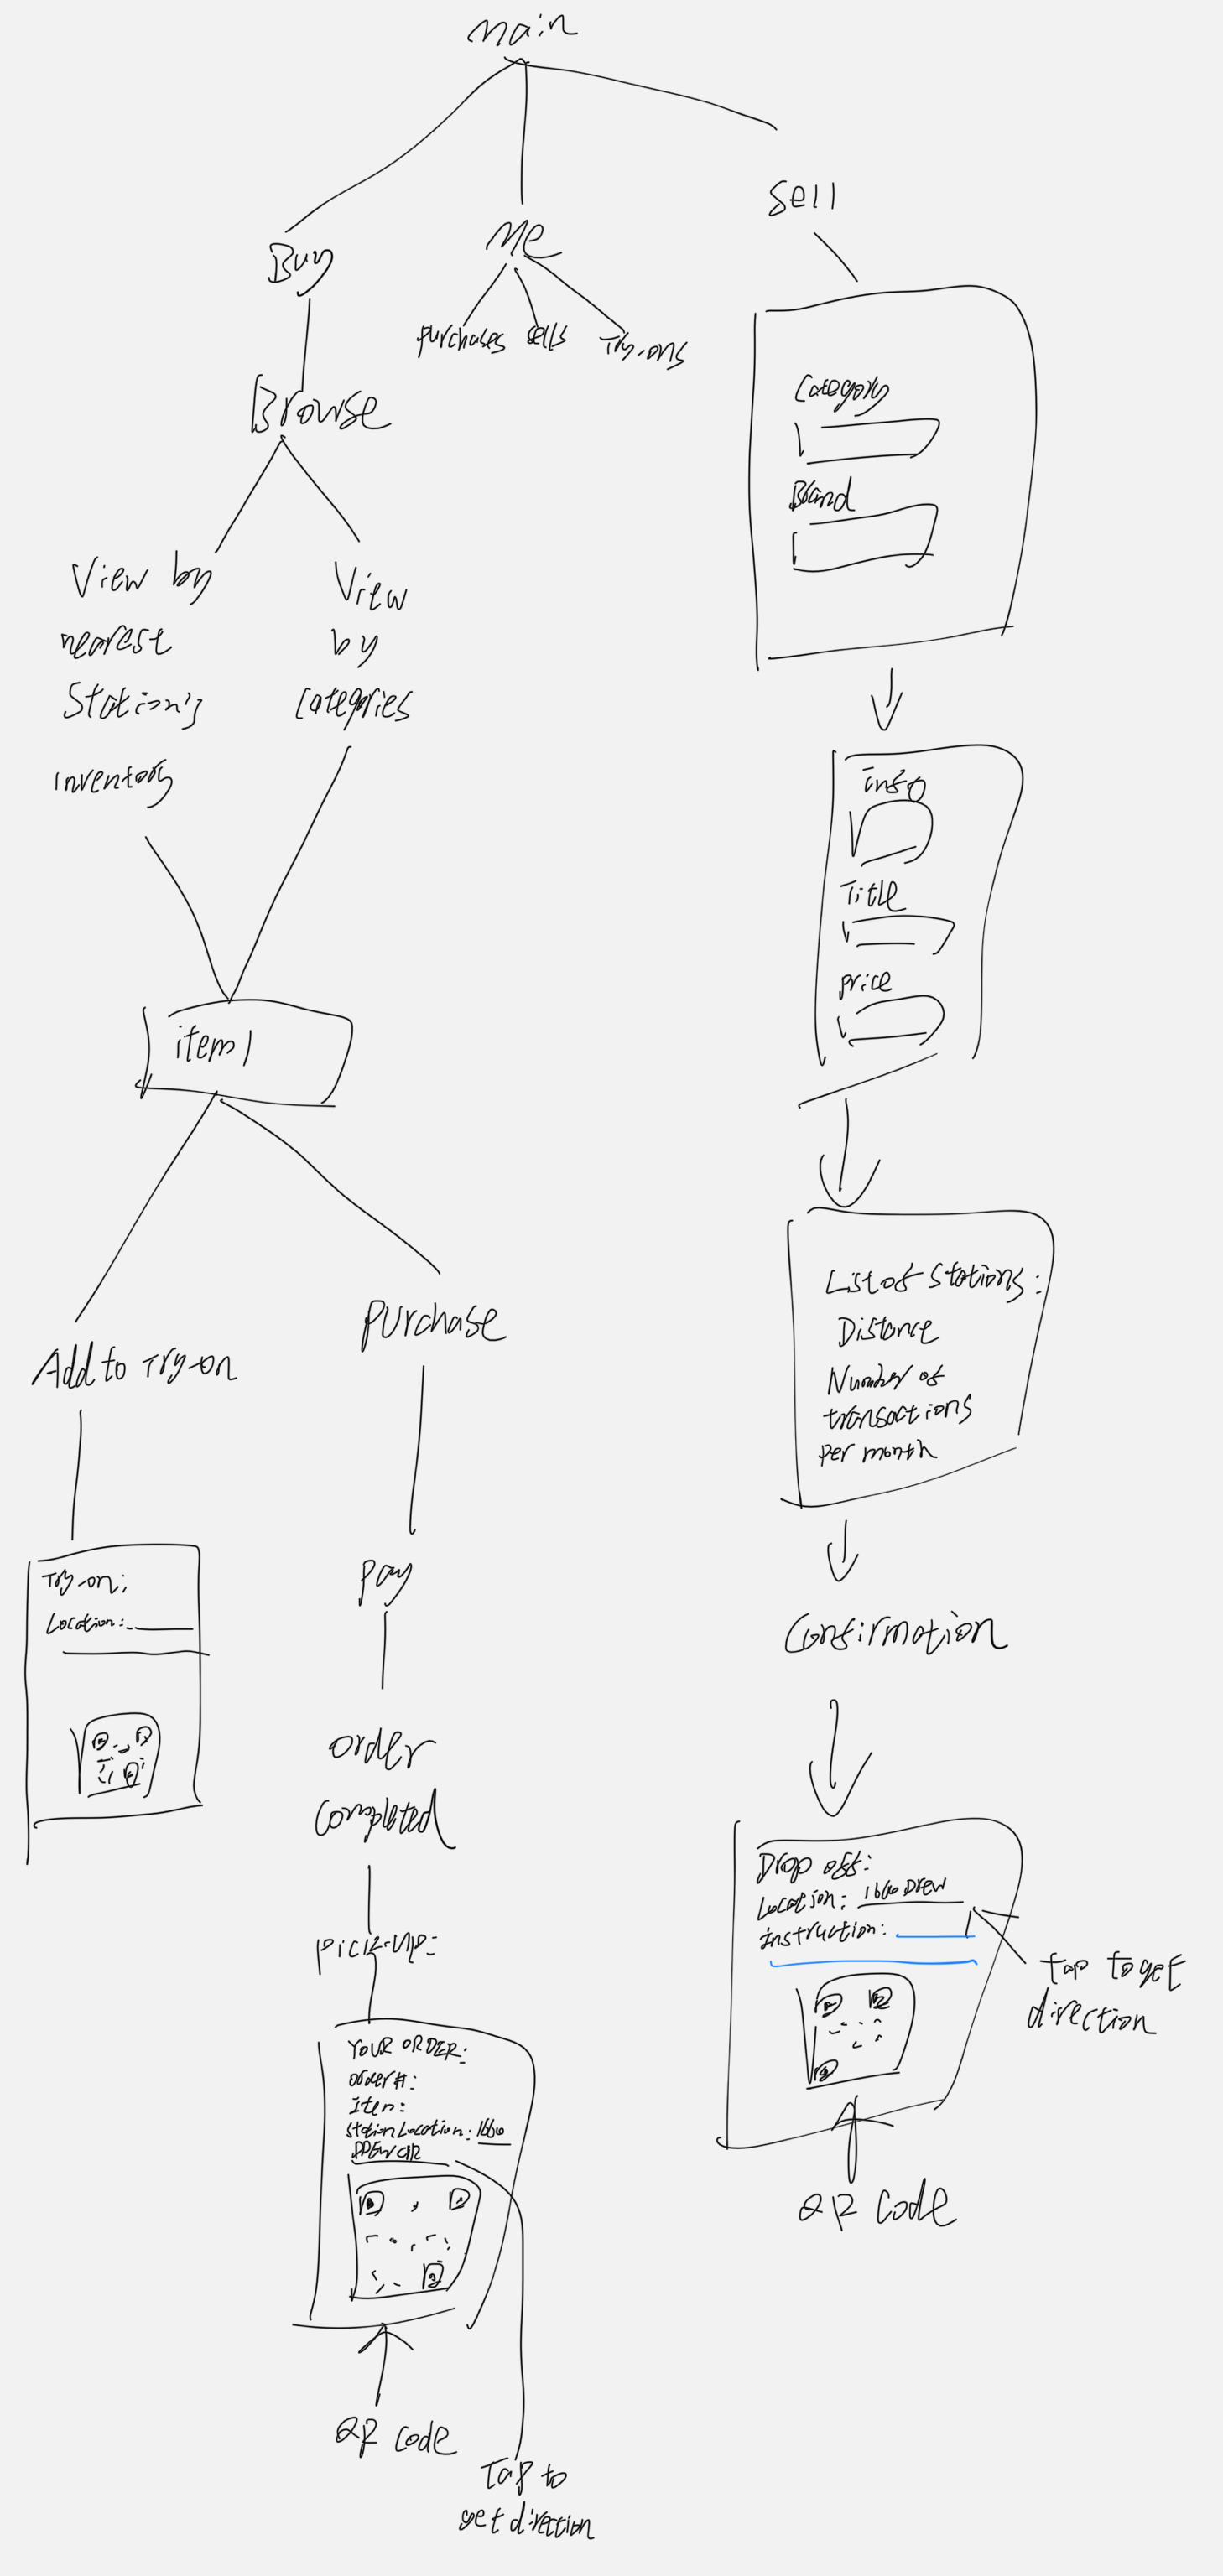 main
Buy
Me
Sell
purchases sells Try-ons
Browse
View by
nearest
Station's
inventory
View
by
categories
item 1
Add to Try-on
Purchase
Try-on:
Location:
Pay
order
completed
Pick-up:
YOUR ORDER:
order #:
Item:
Station Location: 1660
DREW CIR
QR code
Tap to
get direction
Category
Brand
info
Title
price
List of Stations:
Distance
Number of
transactions
per month
Confirmation
Drop off:
Location: 1660 Drew
instruction:
tap to get
direction
QR code